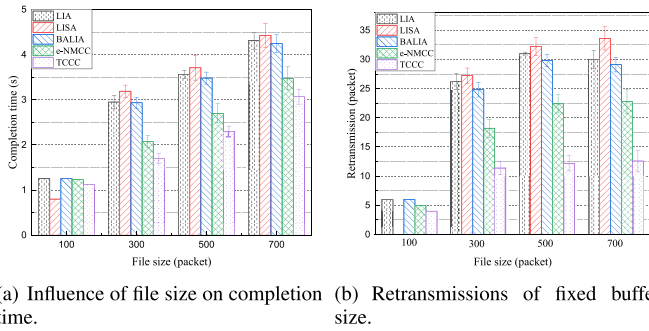 LIA
LISA
BALIA
e-NMCC
TCCC
5
4
3
2
1
0
Completion time (s)
100 300 500 700
File size (packet)
LIA
LISA
BALIA
e-NMCC
TCCC
35
30
25
20
15
10
5
0
Retransmission (packet)
100 300 500 700
File size (packet)
(a) Influence of file size on completion
time.
(b) Retransmissions of fixed buffe
size.